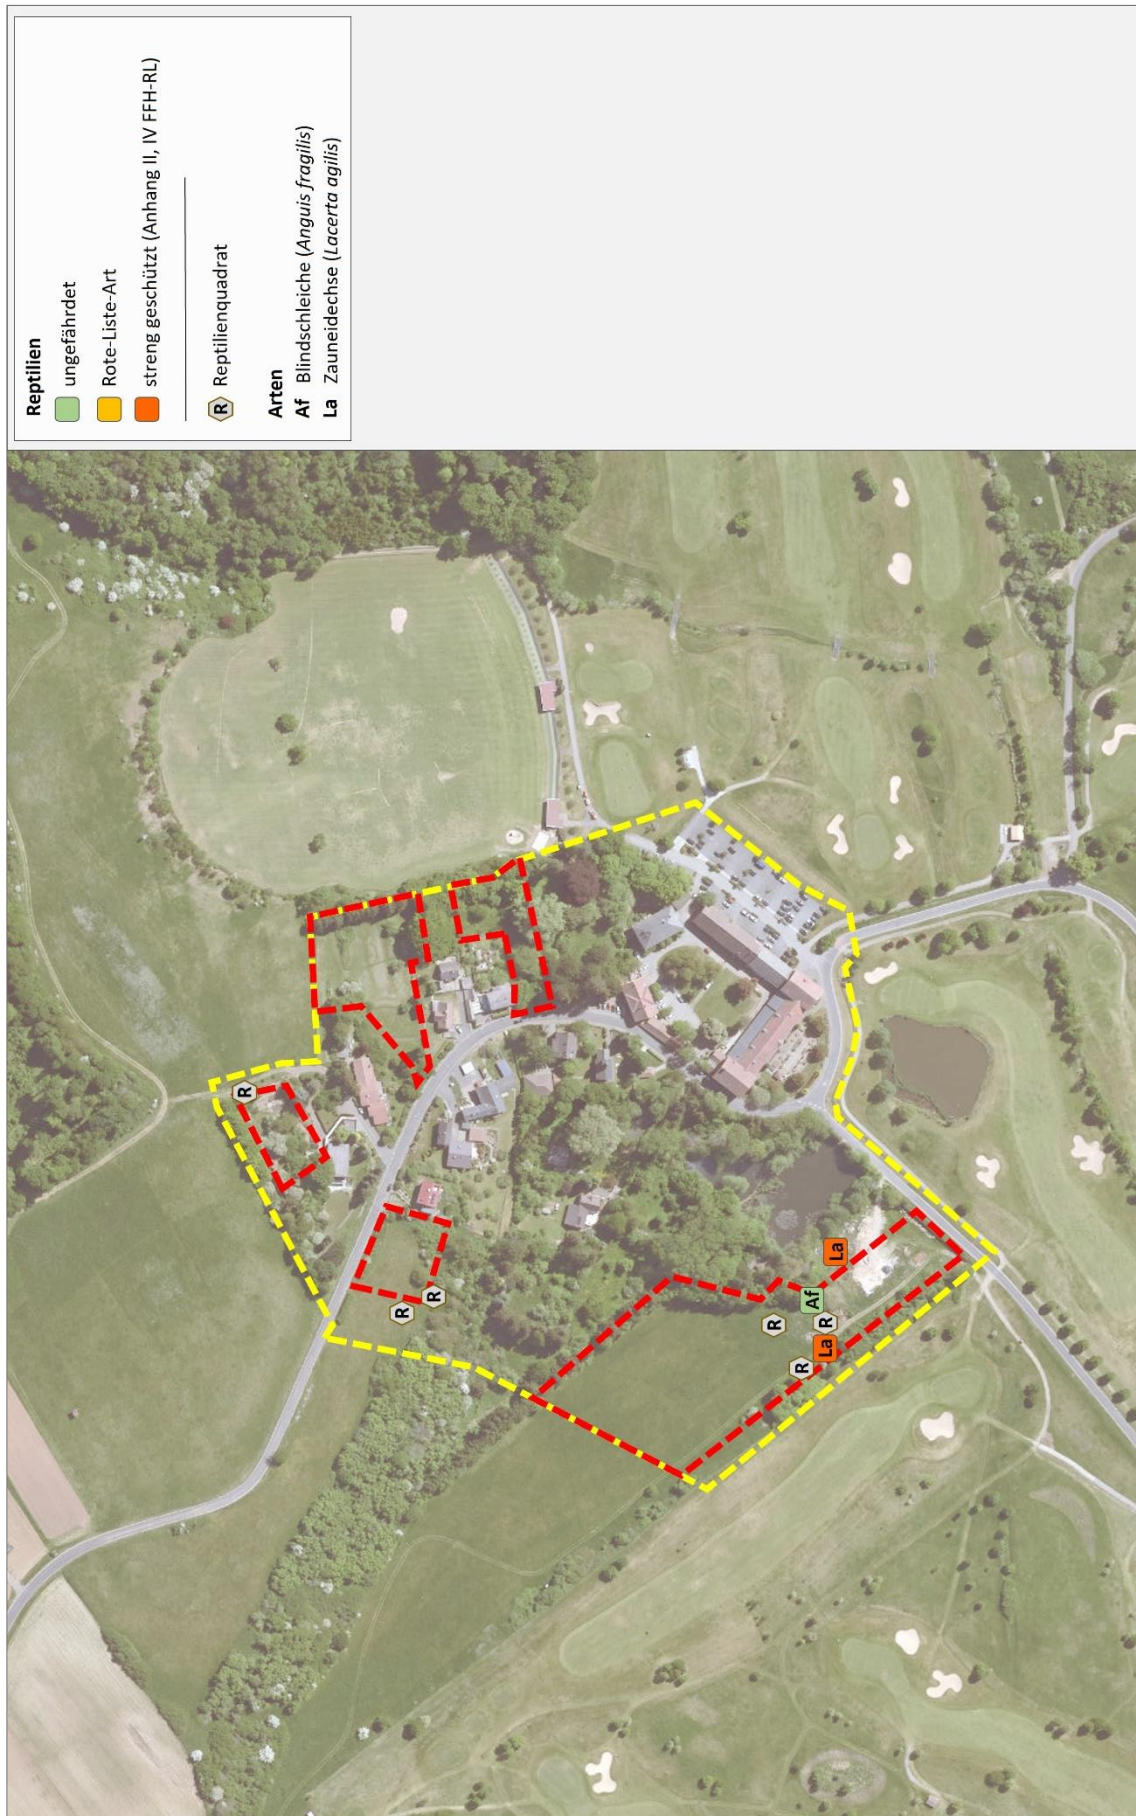 Reptilien
ungefährdet
Rote-Liste-Art
streng geschützt (Anhang II, IV FFH-RL)
R Reptilienquadrat
Arten
Af Blindschleiche (Anguis fragilis)
La Zauneidechse (Lacerta agilis)
R
R
R
R
Af
La
R
La
R